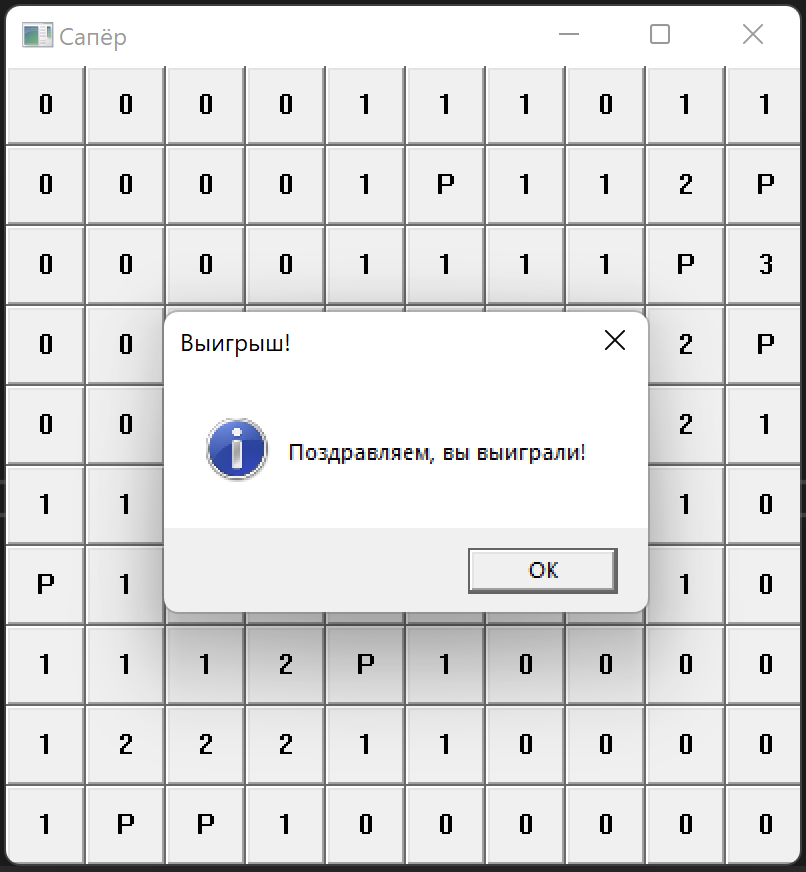 Сапёр
0 0 0 0 1 1 1 0 1 1
0 0 0 0 1 P 1 1 2 P
0 0 0 0 1 1 1 1 P 3
Выигрыш!
0 0 2 P
0 0 2 1
Поздравляем, вы выиграли!
1 1 1 0
OK
P 1 1 0
1 1 1 2 P 1 0 0 0 0
1 2 2 2 1 1 0 0 0 0
1 P P 1 0 0 0 0 0 0